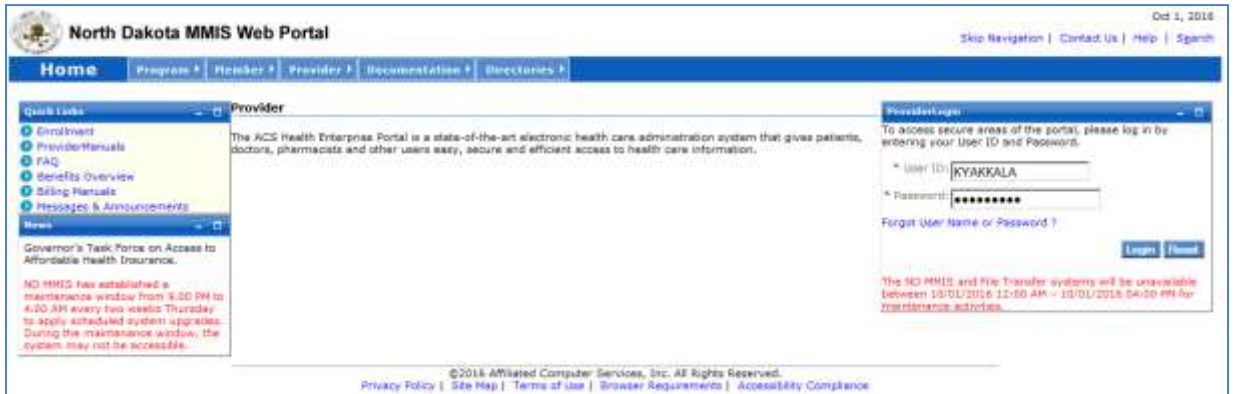 Oct 1, 2016
North Dakota MMIS Web Portal
Skip Navigation | Contact Us | Help | Search
Home Program Member Provider Documentation Directories
Quick Links
Enrollment
ProviderManuals
FAQ
Benefits Overview
Billing Manuals
Messages & Announcements
News
Governor's Task Force on Access to
Affordable Health Insurance.
ND MMIS has established a
maintenance window from 9.00 PM to
4.00 AM every two weeks Thursday
to apply scheduled system upgrades.
During the maintenance window, the
system may not be accessible.
Provider
The ACS Health Enterprise Portal is a state-of-the-art electronic health care administration system that gives patients,
doctors, pharmacists and other users easy, secure and efficient access to health care information.
ProviderLogin
To access secure areas of the portal, please log in by
entering your User ID and Password.
* User ID: KYAKKALA
* Password: •••••••••
Forgot User Name or Password ?
Login Reset
The ND MMIS and File Transfer systems will be unavailable
between 10/01/2016 12:00 AM - 10/01/2016 04:00 PM for
maintenance activities.
©2016 Affiliated Computer Services, Inc. All Rights Reserved.
Privacy Policy | Site Map | Terms of Use | Browser Requirements | Accessibility Compliance